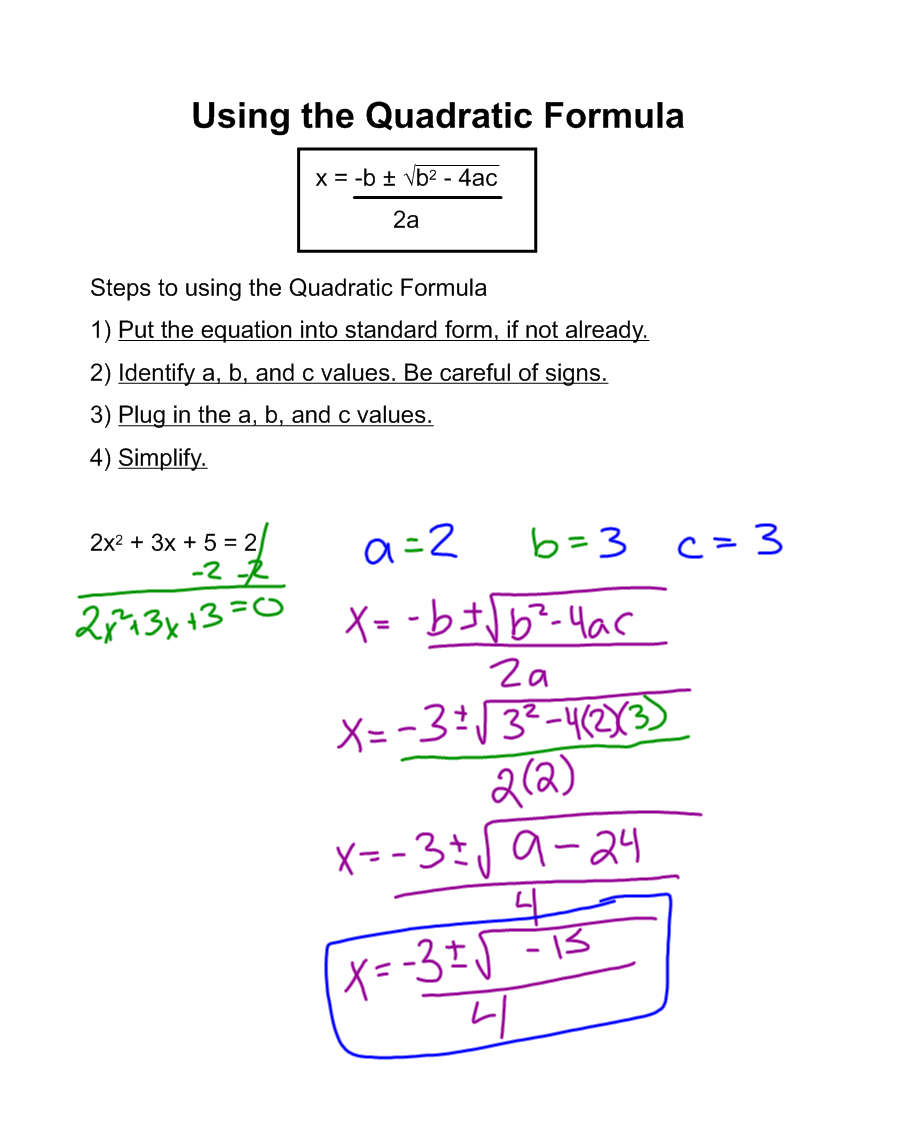 Using the Quadratic Formula
x = -b ± √b² - 4ac
2a
Steps to using the Quadratic Formula
1) Put the equation into standard form, if not already.
2) Identify a, b, and c values. Be careful of signs.
3) Plug in the a, b, and c values.
4) Simplify.
2x² + 3x + 5 = 2
-2 -2
2x²+3x+3=0
a=2 b=3 c=3
x= -b±√b²-4ac
2a
x= -3±√3²-4(2)(3)
2(2)
x= -3±√9-24
4
x= -3±√-15
4